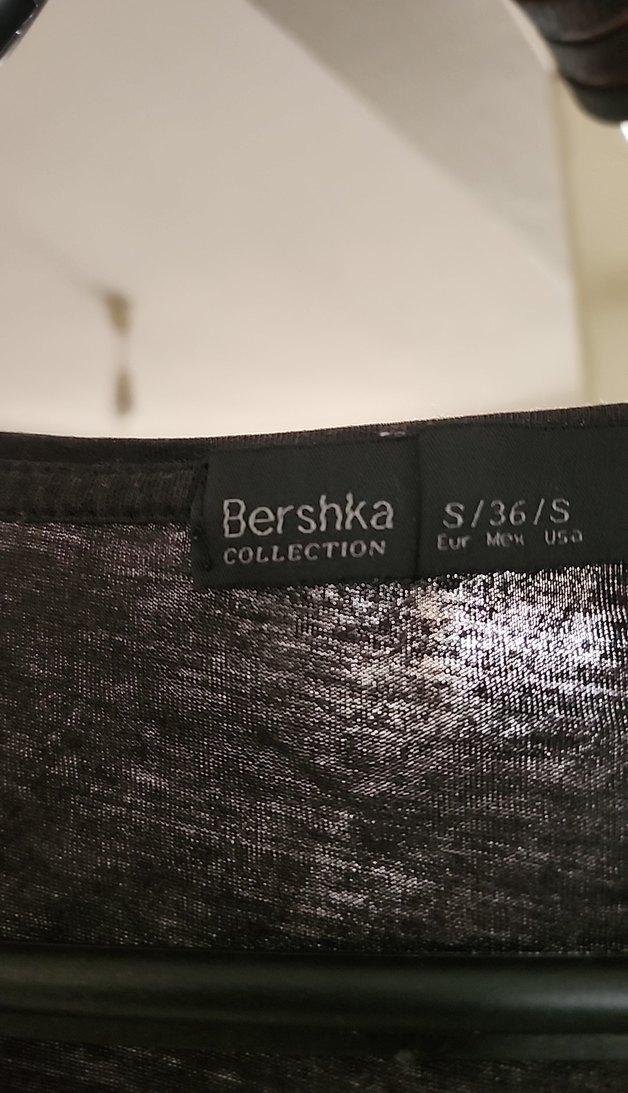 Bershka
COLLECTION
S/36/S
Eur Mex USA